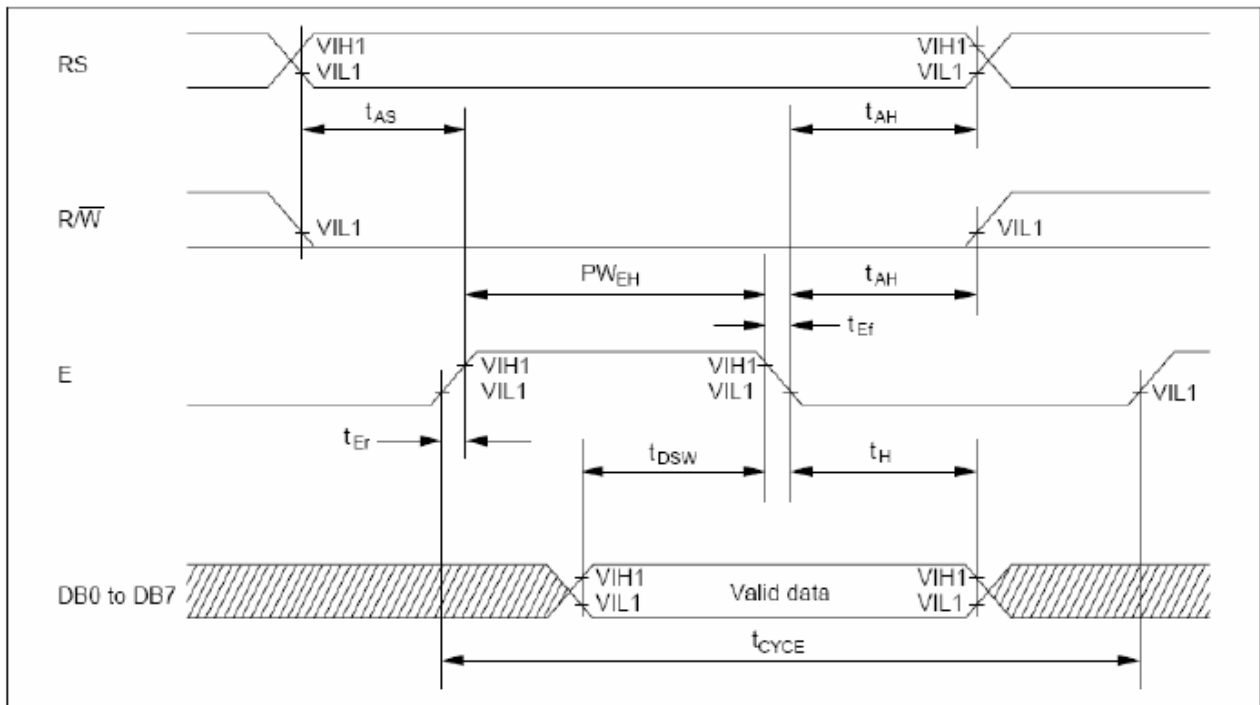 RS VIH1 VIH1
VIL1 VIL1
tAS tAH
R/W̅ VIL1 VIL1
PWEH tAH
tEf
E VIH1 VIH1
VIL1 VIL1 VIL1
tEr tDSW tH
DB0 to DB7 VIH1 Valid data VIH1
VIL1 VIL1
tCYCE